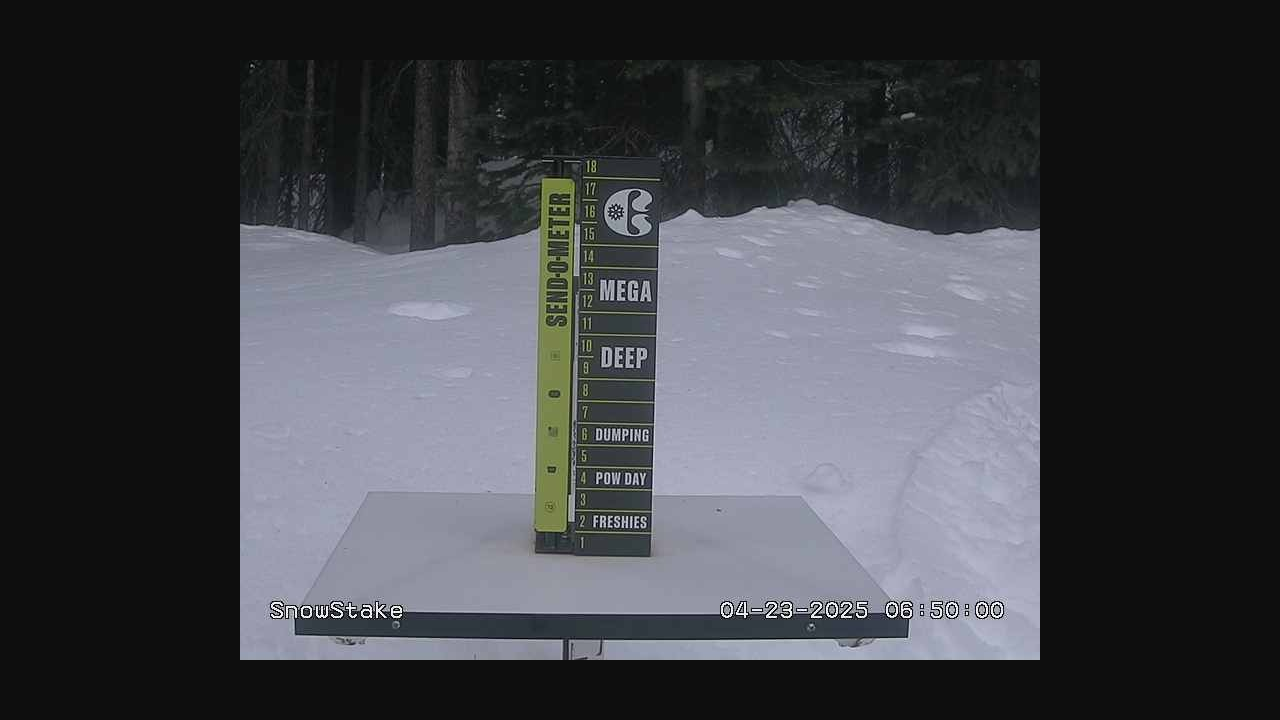 SEND-O-METER
18
17
16
15
14
13
MEGA
12
11
10
DEEP
9
8
7
6 DUMPING
5
4 POW DAY
3
2 FRESHIES
1
SnowStake
04-23-2025 06:50:00